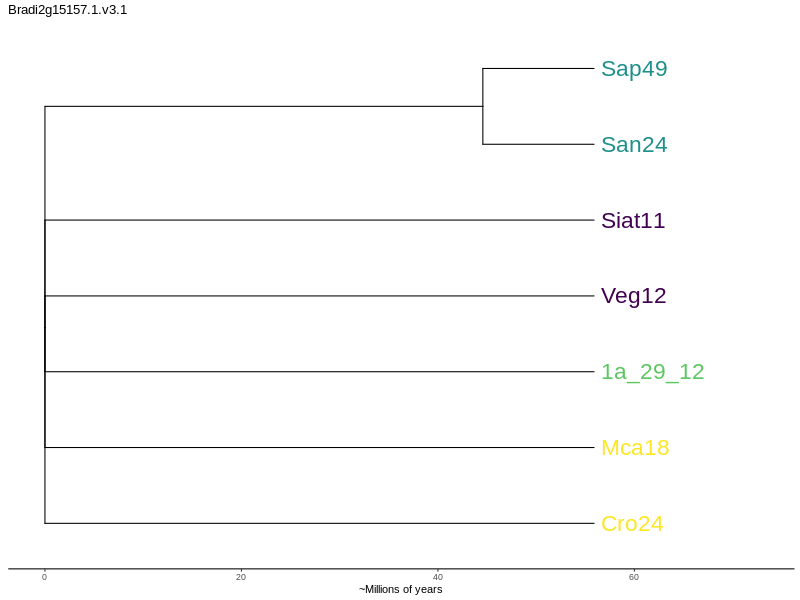 Bradi2g15157.1.v3.1
Sap49
San24
Siat11
Veg12
1a_29_12
Mca18
Cro24
0 20 40 60
~Millions of years